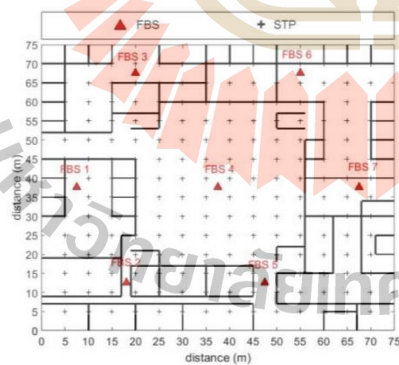 FBS STP
75
70
65
60
55
50
45
40
35
30
25
20
15
10
5
0
distance (m)
FBS 3
FBS 6
FBS 1
FBS 4
FBS 7
FBS 2
FBS 5
0 5 10 15 20 25 30 35 40 45 50 55 60 65 70 75
distance (m)